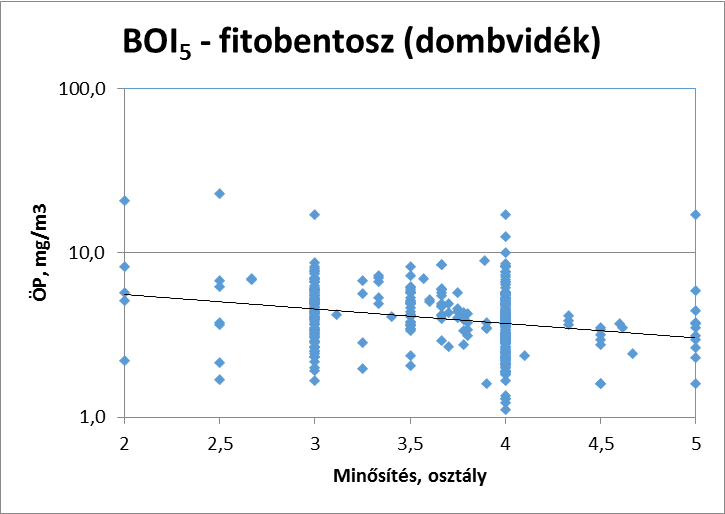 BOI5 - fitobentosz (dombvidék)
100,0
10,0
1,0
ÖP, mg/m3
2 2,5 3 3,5 4 4,5 5
Minősítés, osztály